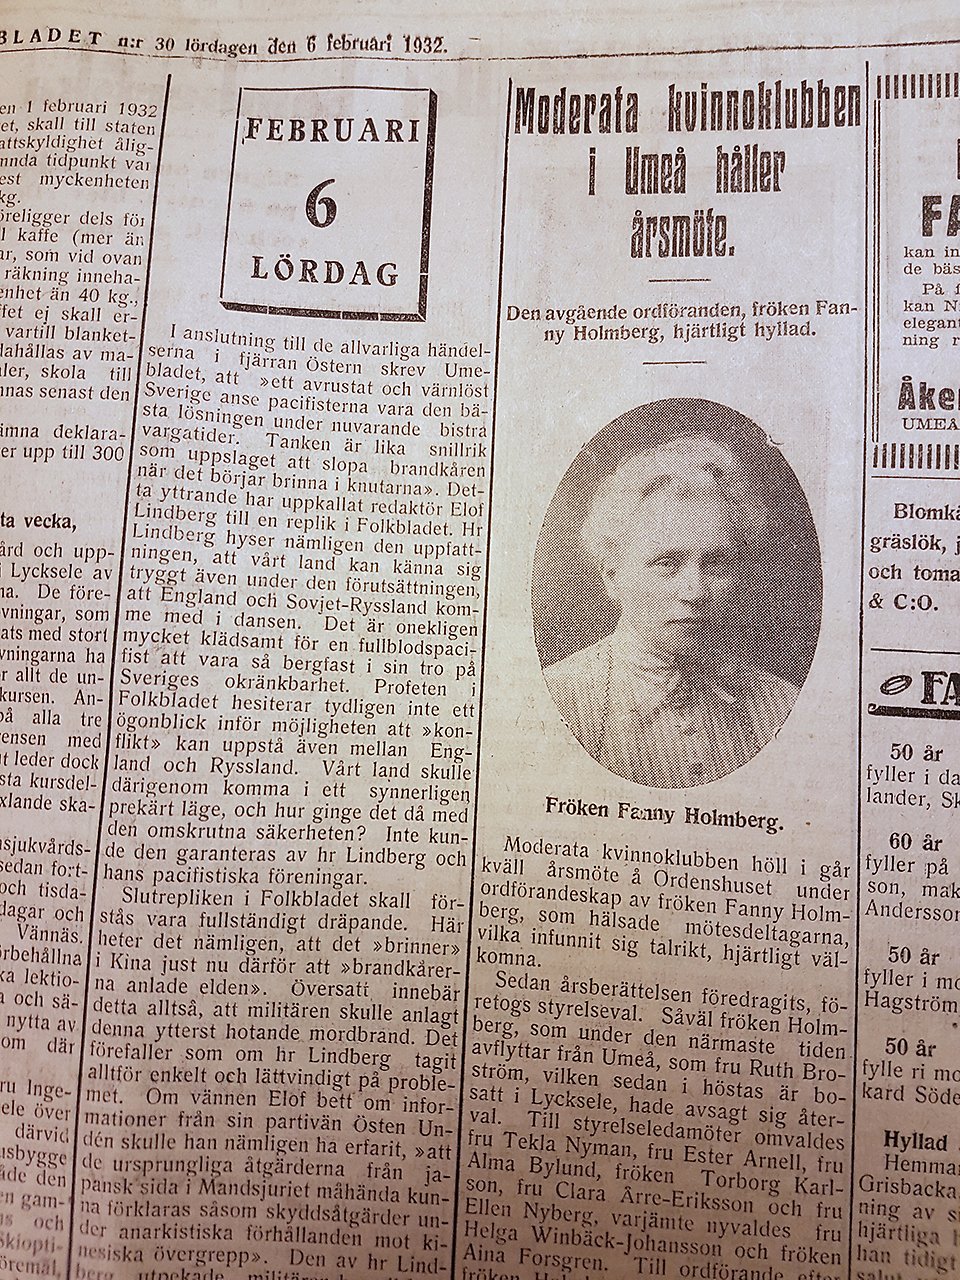 BLADET n:r 30 lördagen den 6 februari 1932.
en 1 februari 1932
et, skall till staten
attskyldighet ålig-
nnda tidpunkt var
est myckenheten
kg.
öreligger dels för
l kaffe (mer än
ar, som vid ovan
räkning inneha-
enhet än 40 kg.,
ffet ej skall er-
vartill blanket-
lahållas av ma-
ler, skola till
nnas senast den
ämna deklara-
er upp till 300
ta vecka,
ård och upp-
i Lycksele av
na. De före-
vningar, som
ats med stort
vningarna ha
r allt de un-
kursen. An-
på alla tre
rensen med
t leder dock
sta kursdel-
xlande ska-
nsjukvårds-
sedan fort-
och tisda-
dagar och
Vännäs.
örbehållna
ka lektio-
a och sä-
nytta av
om där
ru Inge-
ele över
därvid
usbygge
åde den
n gam-
s och
skiopti-
öremål,
FEBRUARI
6
LÖRDAG
I anslutning till de allvarliga händel-
serna i fjärran Östern skrev Ume-
bladet, att »ett avrustat och värnlöst
Sverige anse pacifisterna vara den bä-
sta lösningen under nuvarande bistra
vargatider. Tanken är lika snillrik
som uppslaget att slopa brandkåren
när det börjar brinna i knutarna». Det-
ta yttrande har uppkallat redaktör Elof
Lindberg till en replik i Folkbladet. Hr
Lindberg hyser nämligen den uppfatt-
ningen, att vårt land kan känna sig
tryggt även under den förutsättningen,
att England och Sovjet-Ryssland kom-
me med i dansen. Det är onekligen
mycket klädsamt för en fullblodspaci-
fist att vara så bergfast i sin tro på
Sveriges okränkbarhet. Profeten i
Folkbladet hesiterar tydligen inte ett
ögonblick inför möjligheten att »kon-
flikt» kan uppstå även mellan Eng-
land och Ryssland. Vårt land skulle
därigenom komma i ett synnerligen
prekärt läge, och hur ginge det då med
den omskrutna säkerheten? Inte kun-
de den garanteras av hr Lindberg och
hans pacifistiska föreningar.
Slutrepliken i Folkbladet skall för-
stås vara fullständigt dräpande. Här
heter det nämligen, att det »brinner»
i Kina just nu därför att »brandkårer-
na anlade elden». Översatt innebär
detta alltså, att militären skulle anlagt
denna ytterst hotande mordbrand. Det
förefaller som om hr Lindberg tagit
alltför enkelt och lättvindigt på proble-
met. Om vännen Elof bett om infor-
mationer från sin partivän Östen Un-
dén skulle han nämligen ha erfarit, »att
de ursprungliga åtgärderna från ja-
pansk sida i Mandsjuriet måhända kun-
na förklaras såsom skyddsåtgärder un-
der anarkistiska förhållanden mot ki-
nesiska övergrepp». Den av hr Lind-
berg utpekade militären
Moderata kvinnoklubben
i Umeå håller
årsmöte.
Den avgående ordföranden, fröken Fan-
ny Holmberg, hjärtligt hyllad.
Fröken Fanny Holmberg.
Moderata kvinnoklubben höll i går
kväll årsmöte å Ordenshuset under
ordförandeskap av fröken Fanny Holm-
berg, som hälsade mötesdeltagarna,
vilka infunnit sig talrikt, hjärtligt väl-
komna.
Sedan årsberättelsen föredragits, fö-
retogs styrelseval. Såväl fröken Holm-
berg, som under den närmaste tiden
avflyttar från Umeå, som fru Ruth Bro-
ström, vilken sedan i höstas är bo-
satt i Lycksele, hade avsagt sig åter-
val. Till styrelseledamöter omvaldes
fru Tekla Nyman, fru Ester Arnell, fru
Alma Bylund, fröken Torborg Karl-
son, fru Clara Ärre-Eriksson och fru
Ellen Nyberg, varjämte nyvaldes fru
Helga Winbäck-Johansson och fröken
Aina Forsgren. Till ordförande efter
fröken
FA
kan in
de bäs
På f
kan N
elegant
ning r
Åke
UMEÅ
Blomkå
gräslök, j
och toma
& C:O.
FA
50 år
fyller i da
lander, Sk
60 år
fyller på
son, mak
Andersson
50 år
fyller i mo
Hagström,
50 år
fylle ri mo
kard Söde
Hyllad
Hemma
Grisbacka,
ning av s
hjärtliga h
han tidigt